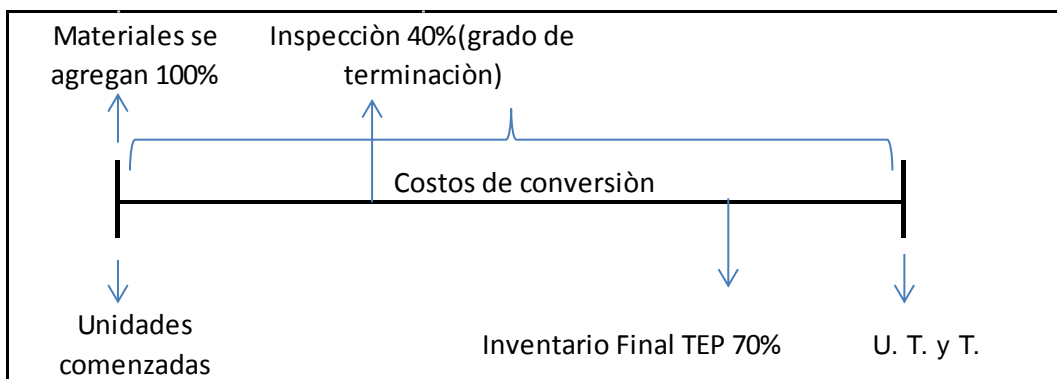 Materiales se
agregan 100%
Inspecciòn 40%(grado de
terminaciòn)
Costos de conversiòn
Unidades
comenzadas
Inventario Final TEP 70%
U. T. y T.